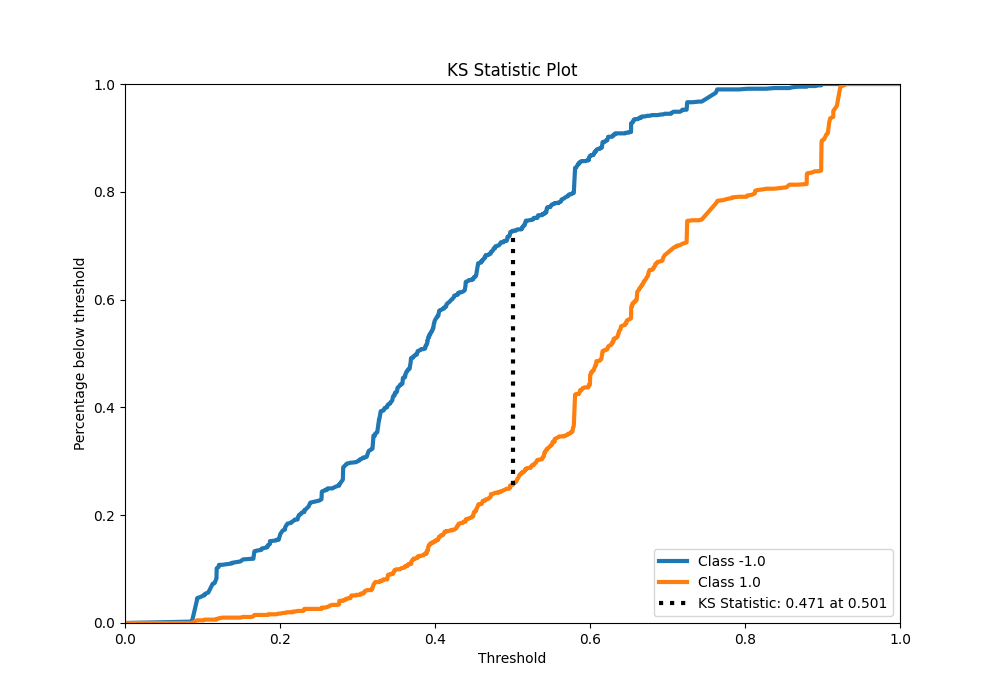 KS Statistic Plot
1.0
0.8
0.6
0.4
0.2
0.0
Percentage below threshold
0.0 0.2 0.4 0.6 0.8 1.0
Threshold
Class -1.0
Class 1.0
KS Statistic: 0.471 at 0.501